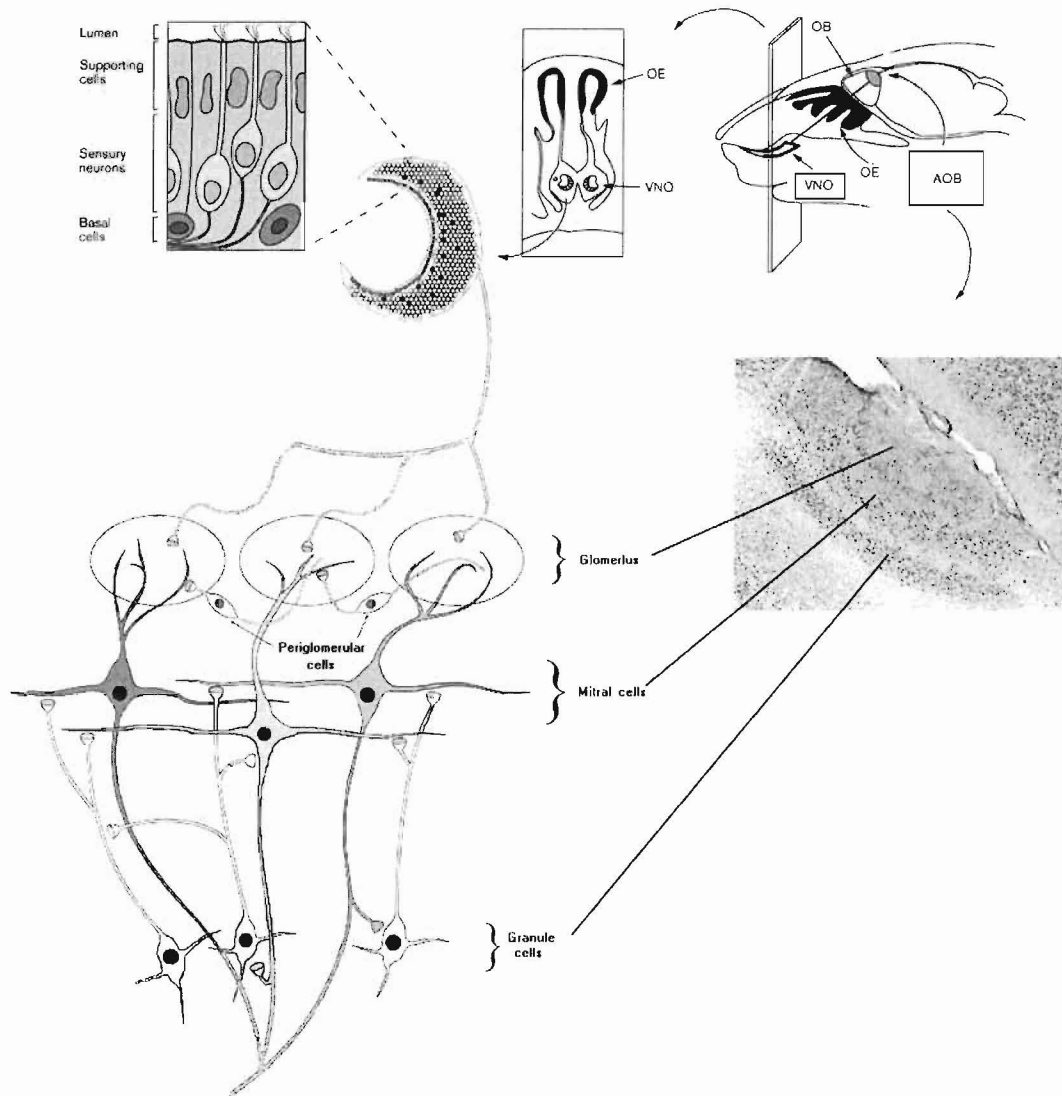 Lumen
Supporting
cells
Sensury
neurons
Basal
cells
OE
VNO
OB
VNO
OE
AOB
Glomerlus
Periglomerular
cells
Mitral cells
Granule
cells